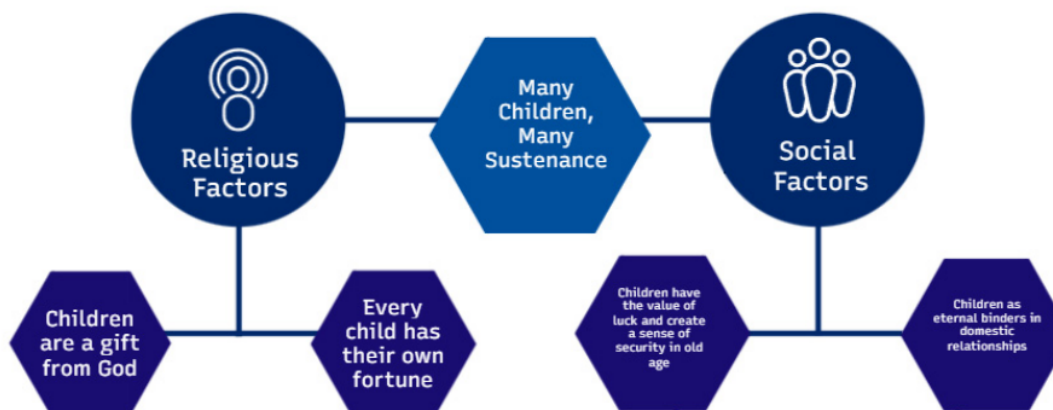 Religious
Factors
Many
Children,
Many
Sustenance
Social
Factors
Children
are a gift
from God
Every
child has
their own
fortune
Children have
the value of
luck and create
a sense of
security in old
age
Children as
eternal binders in
domestic
relationships